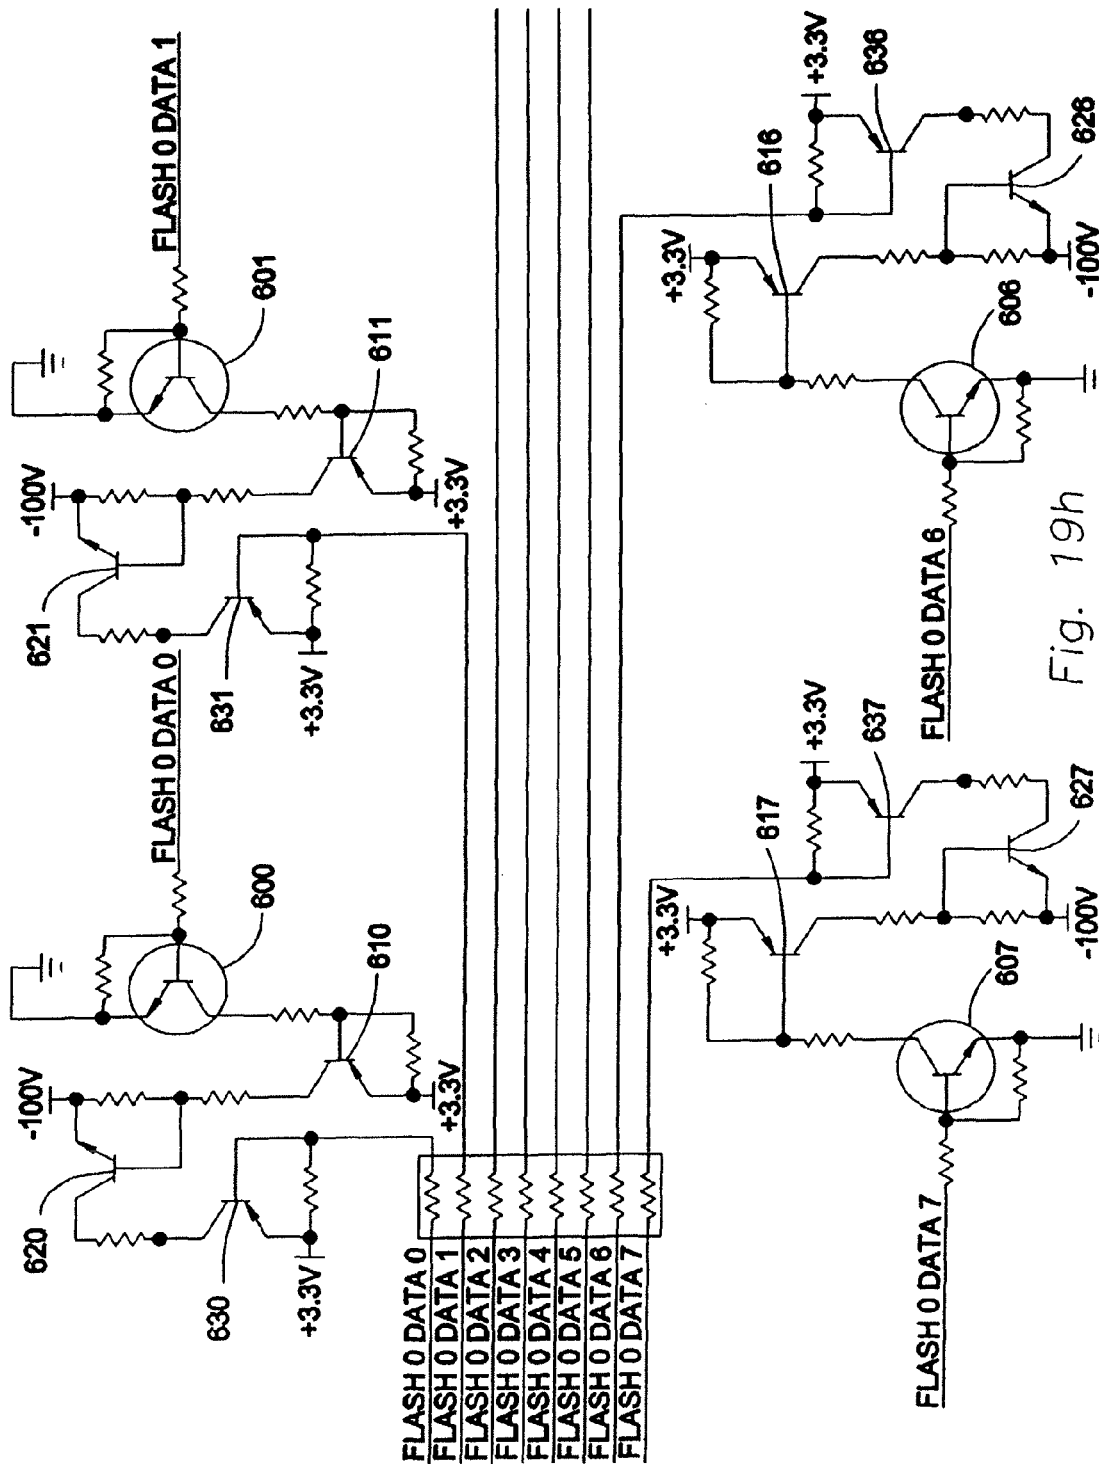 FLASH 0 DATA 1
601
-100V
611
621
+3.3V
631
+3.3V
FLASH 0 DATA 0
600
-100V
610
620
+3.3V
630
+3.3V
FLASH 0 DATA 0
FLASH 0 DATA 1
FLASH 0 DATA 2
FLASH 0 DATA 3
FLASH 0 DATA 4
FLASH 0 DATA 5
FLASH 0 DATA 6
FLASH 0 DATA 7
+3.3V
636
616
+3.3V
626
-100V
606
FLASH 0 DATA 6
+3.3V
637
617
+3.3V
627
-100V
607
FLASH 0 DATA 7
Fig. 19h